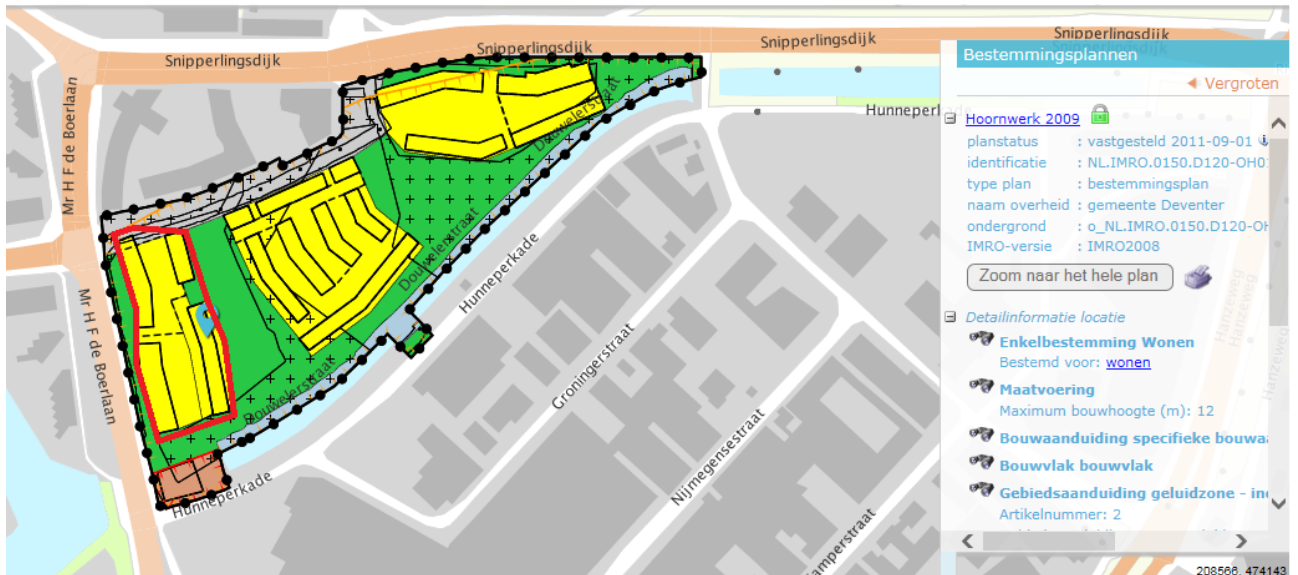 Snipperlingsdijk
Snipperlingsdijk
Snipperlingsdijk
Snipperlingsdijk
Mr H F de Boerlaan
Mr H F de Boerlaan
Douwelerstraat
Douwelerstraat
Douwelerstraat
Hunneperkade
Hunneperkade
Hunneperkade
Groningerstraat
Nijmegensestraat
amperstraat
Hanzeweg
Hanzeweg
Hanzeweg
Bestemmingsplannen
Vergroten
Hoornwerk 2009
planstatus : vastgesteld 2011-09-01
identificatie : NL.IMRO.0150.D120-OH0
type plan : bestemmingsplan
naam overheid : gemeente Deventer
ondergrond : o_NL.IMRO.0150.D120-OH
IMRO-versie : IMRO2008
Zoom naar het hele plan
Detailinformatie locatie
Enkelbestemming Wonen
Bestemd voor: wonen
Maatvoering
Maximum bouwhoogte (m): 12
Bouwaanduiding specifieke bouwa
Bouwvlak bouwvlak
Gebiedsaanduiding geluidzone - in
Artikelnummer: 2
208566, 474143